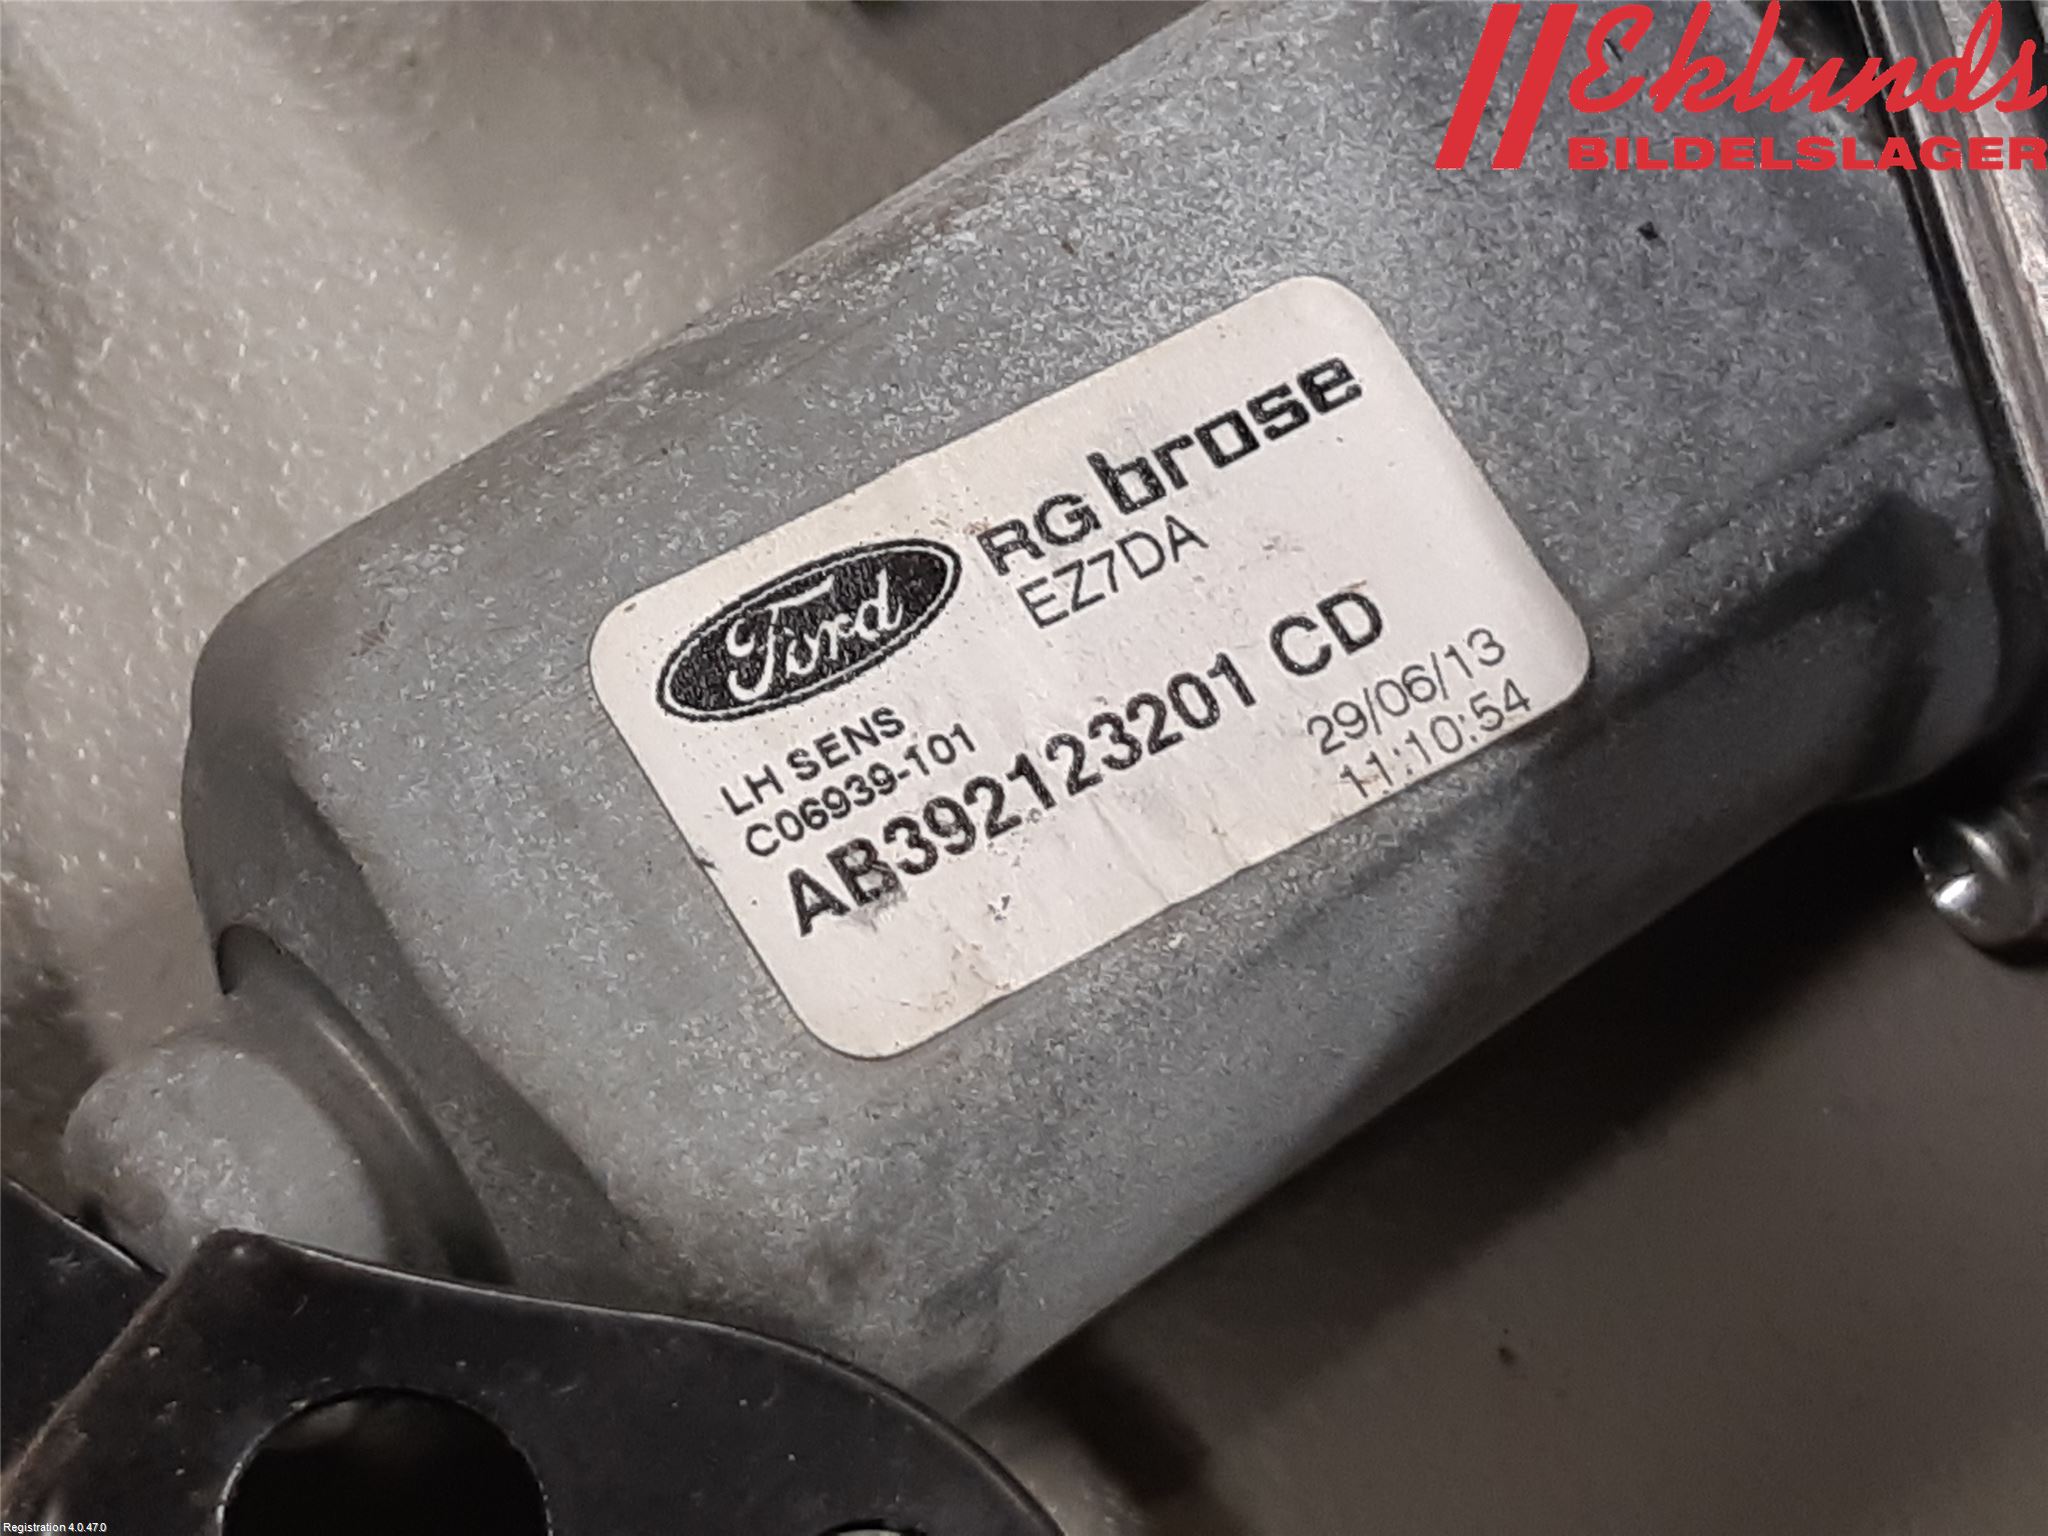 Eklunds
BILDELSLAGER
Ford
RG brose
EZ7DA
LH SENS
C06939-101
AB392123201 CD
29/06/13
11:10:54
Registration 4.0.47.0